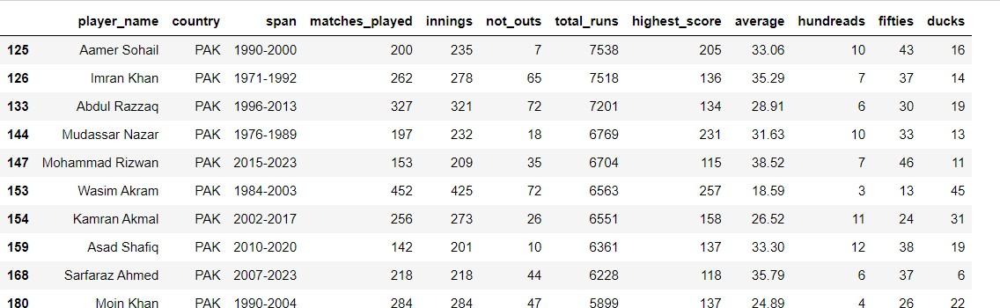 player_name country span matches_played innings not_outs total_runs highest_score average hundreads fifties ducks
125 Aamer Sohail PAK 1990-2000 200 235 7 7538 205 33.06 10 43 16
126 Imran Khan PAK 1971-1992 262 278 65 7518 136 35.29 7 37 14
133 Abdul Razzaq PAK 1996-2013 327 321 72 7201 134 28.91 6 30 19
144 Mudassar Nazar PAK 1976-1989 197 232 18 6769 231 31.63 10 33 13
147 Mohammad Rizwan PAK 2015-2023 153 209 35 6704 115 38.52 7 46 11
153 Wasim Akram PAK 1984-2003 452 425 72 6563 257 18.59 3 13 45
154 Kamran Akmal PAK 2002-2017 256 273 26 6551 158 26.52 11 24 31
159 Asad Shafiq PAK 2010-2020 142 201 10 6361 137 33.30 12 38 19
168 Sarfaraz Ahmed PAK 2007-2023 218 218 44 6228 118 35.79 6 37 6
180 Moin Khan PAK 1990-2004 284 284 47 5899 137 24.89 4 26 22